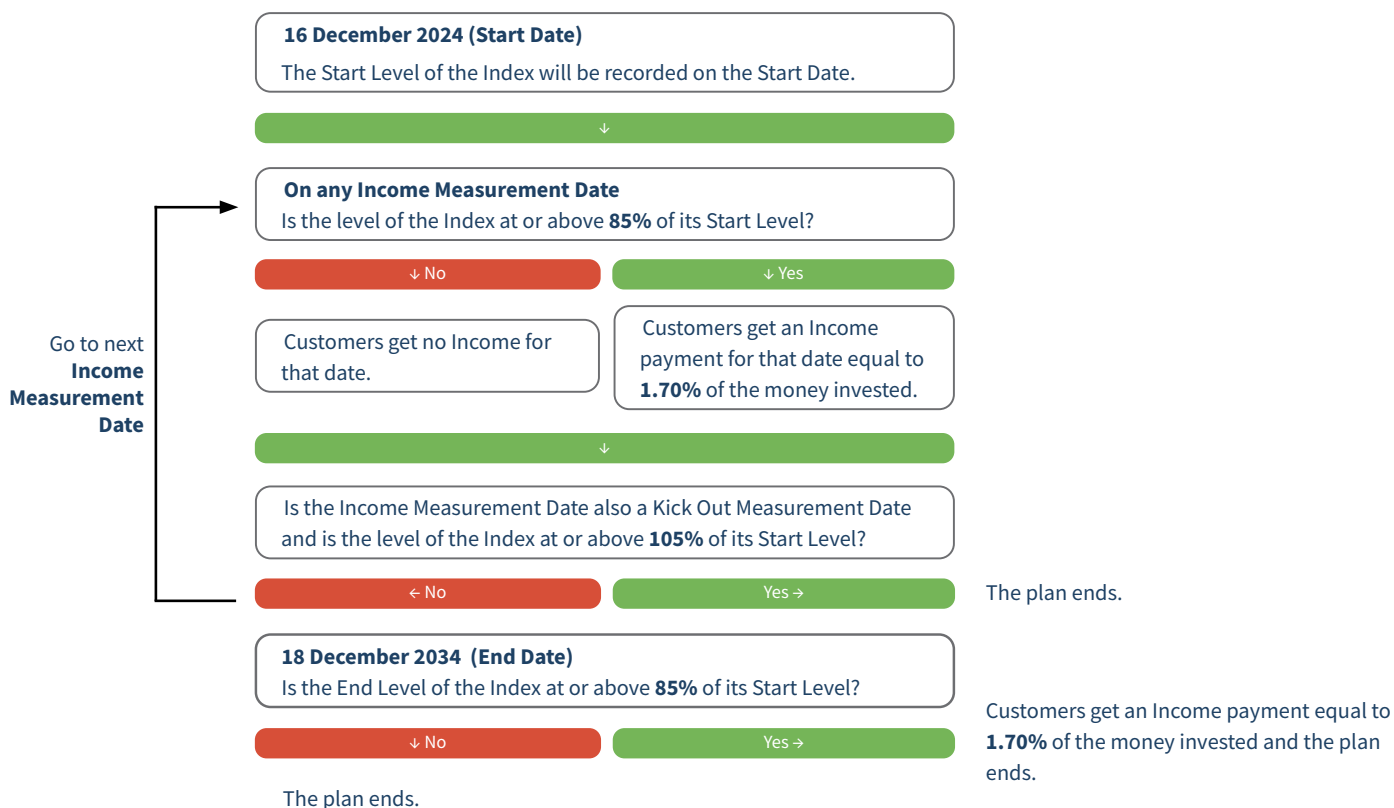 16 December 2024 (Start Date)
The Start Level of the Index will be recorded on the Start Date.
↓
On any Income Measurement Date
Is the level of the Index at or above 85% of its Start Level?
↓ No
↓ Yes
Customers get no Income for
that date.
Customers get an Income
payment for that date equal to
1.70% of the money invested.
Go to next
Income
Measurement
Date
↓
Is the Income Measurement Date also a Kick Out Measurement Date
and is the level of the Index at or above 105% of its Start Level?
← No
Yes →
The plan ends.
18 December 2034 (End Date)
Is the End Level of the Index at or above 85% of its Start Level?
↓ No
Yes →
Customers get an Income payment equal to
1.70% of the money invested and the plan
ends.
The plan ends.